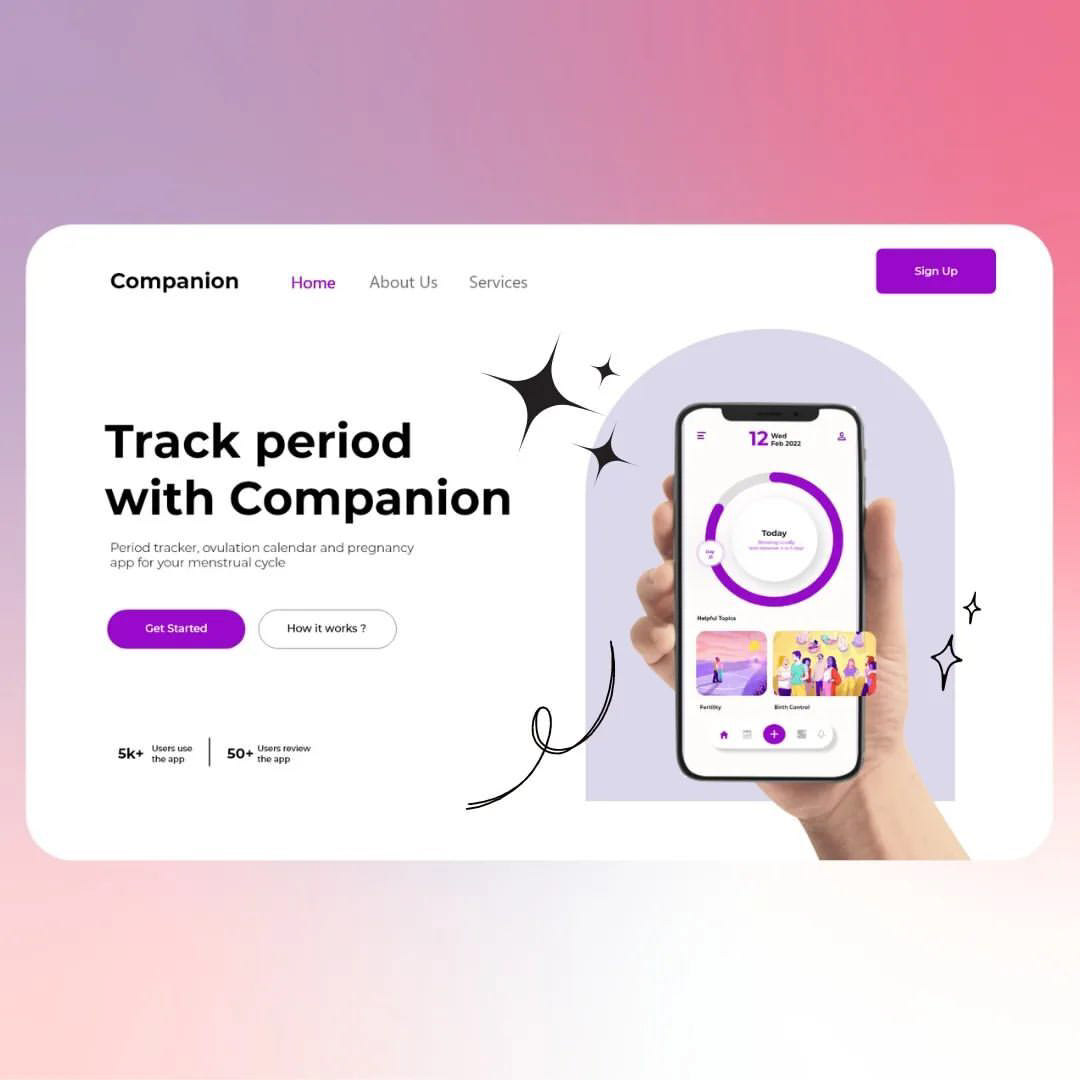 Companion
Home
About Us
Services
Sign Up
Track period
with Companion
Period tracker, ovulation calendar and pregnancy
app for your menstrual cycle
Get Started
How it works ?
5k+
Users use
the app
50+
Users review
the app
12
Wed
Feb 2022
Today
Day
Helpful Topics
Fertility
Birth Control